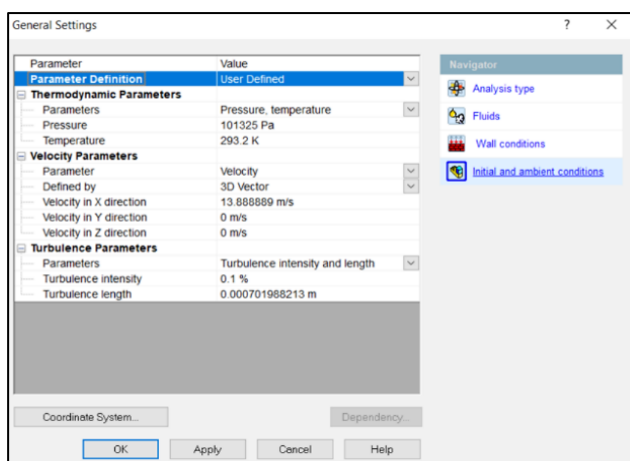 General Settings ? ×
Parameter Value
Parameter Definition User Defined
Thermodynamic Parameters
Parameters Pressure, temperature
Pressure 101325 Pa
Temperature 293.2 K
Velocity Parameters
Parameter Velocity
Defined by 3D Vector
Velocity in X direction 13.888889 m/s
Velocity in Y direction 0 m/s
Velocity in Z direction 0 m/s
Turbulence Parameters
Parameters Turbulence intensity and length
Turbulence intensity 0.1 %
Turbulence length 0.000701988213 m
Navigator
Analysis type
Fluids
Wall conditions
Initial and ambient conditions
Coordinate System... Dependency...
OK Apply Cancel Help